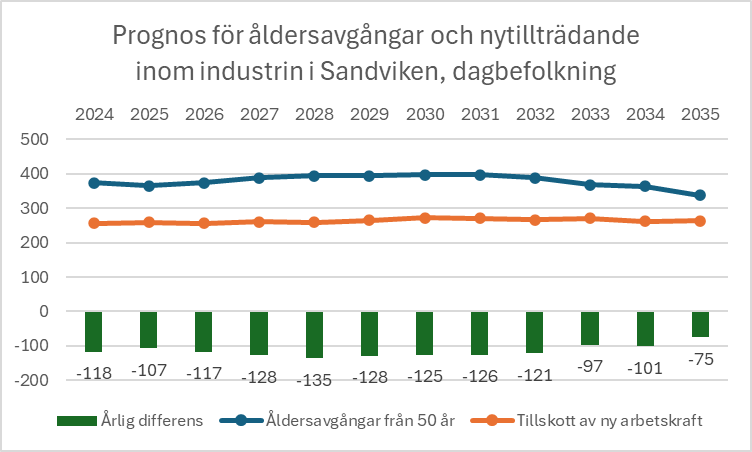 Prognos för åldersavgångar och nytillträdande
inom industrin i Sandviken, dagbefolkning
2024 2025 2026 2027 2028 2029 2030 2031 2032 2033 2034 2035
500
400
300
200
100
0
-100
-200
-118 -107 -117 -128 -135 -128 -125 -126 -121 -97 -101 -75
Årlig differens Åldersavgångar från 50 år Tillskott av ny arbetskraft